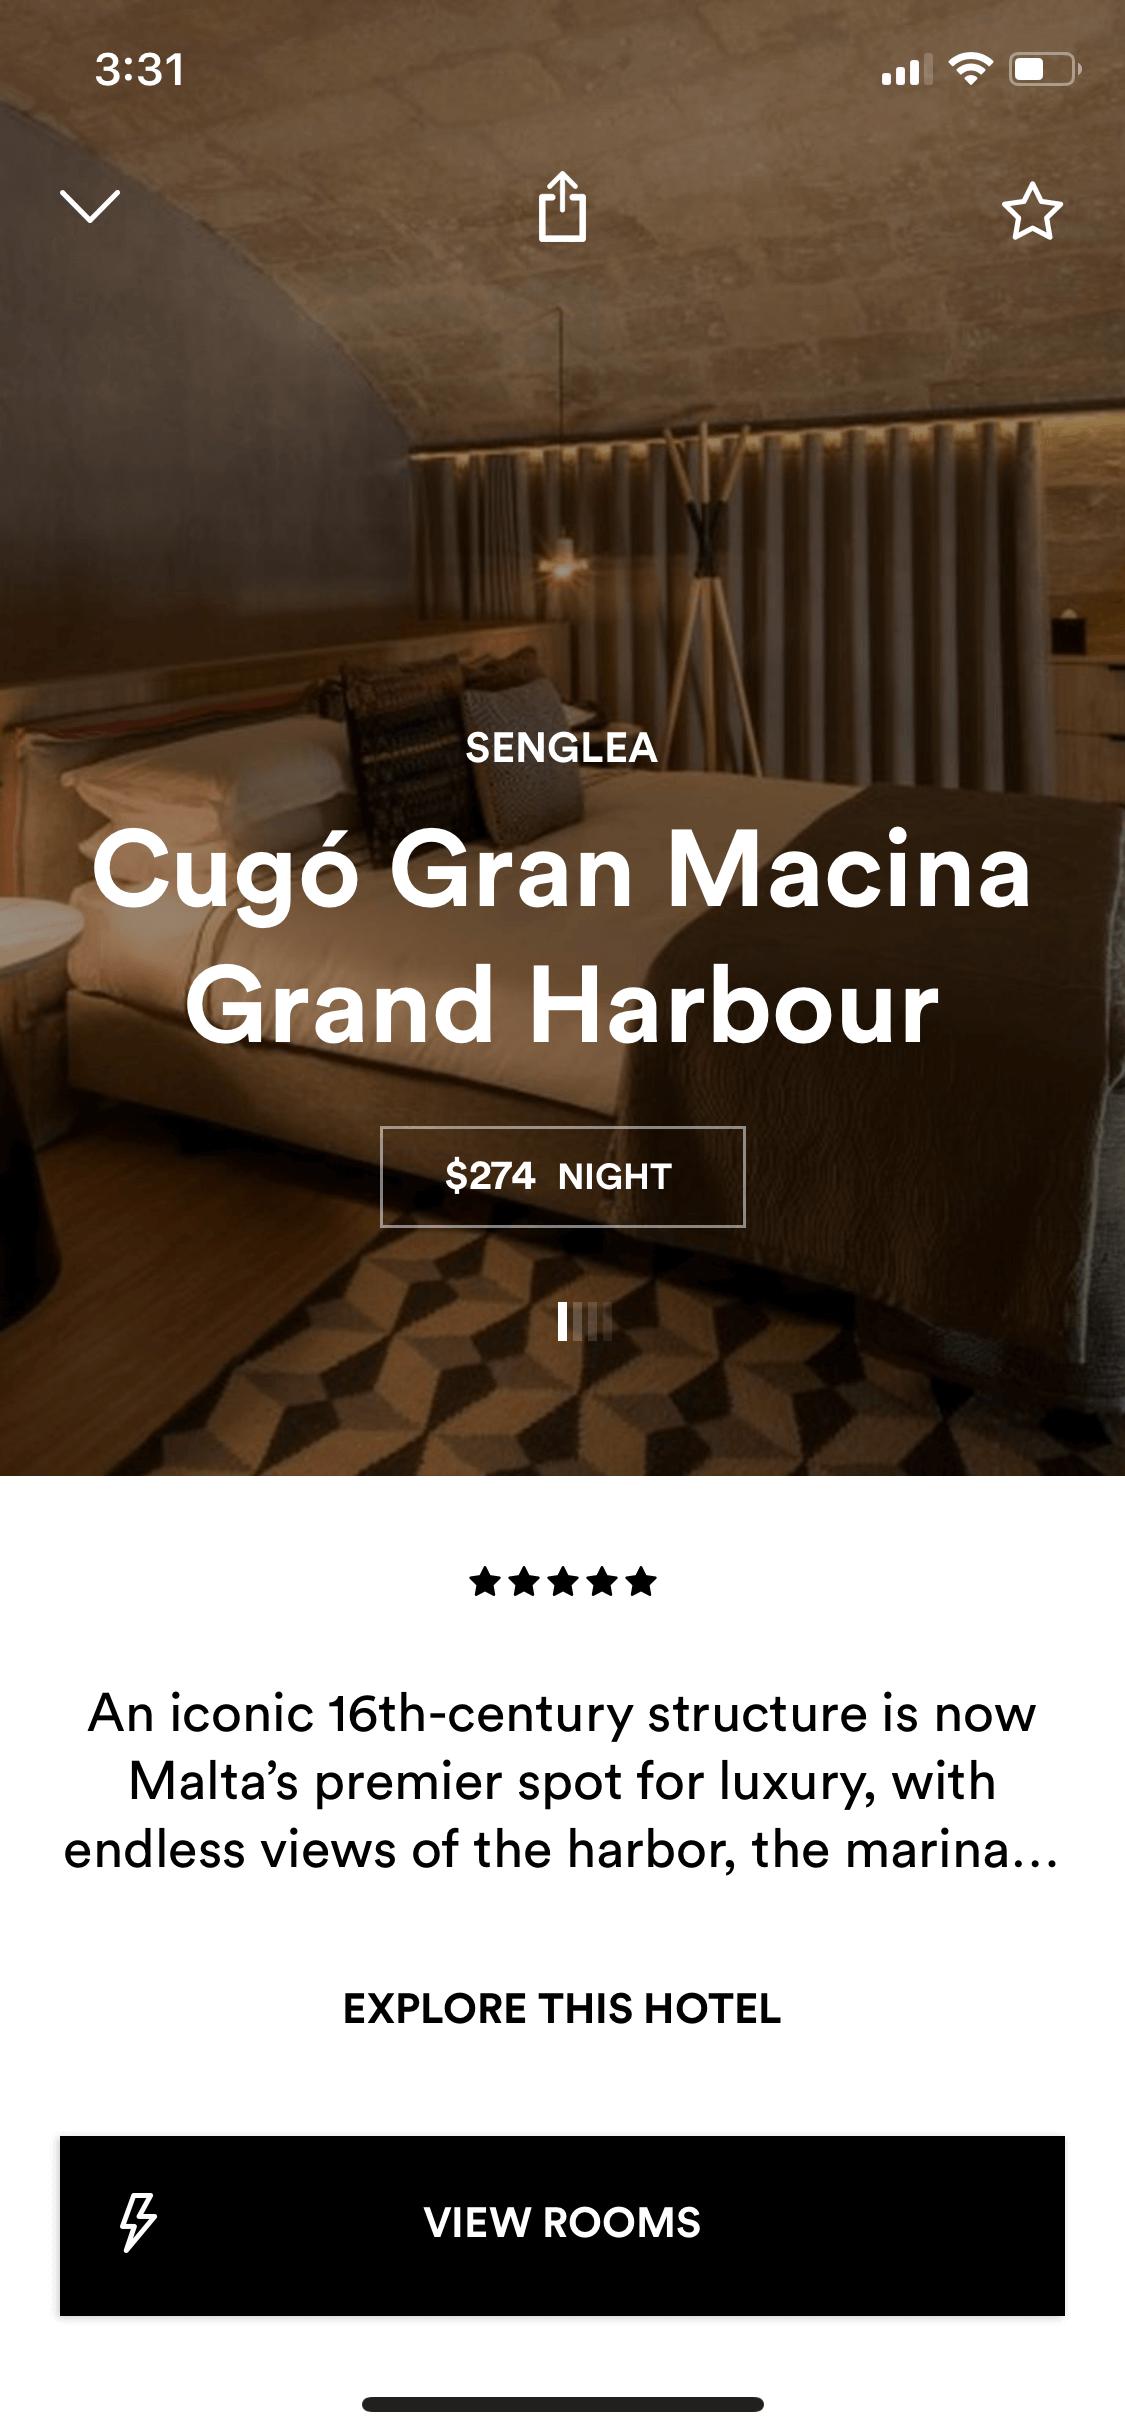 3:31
SENGLEA
Cugó Gran Macina
Grand Harbour
$274 NIGHT
An iconic 16th-century structure is now
Malta’s premier spot for luxury, with
endless views of the harbor, the marina…
EXPLORE THIS HOTEL
VIEW ROOMS